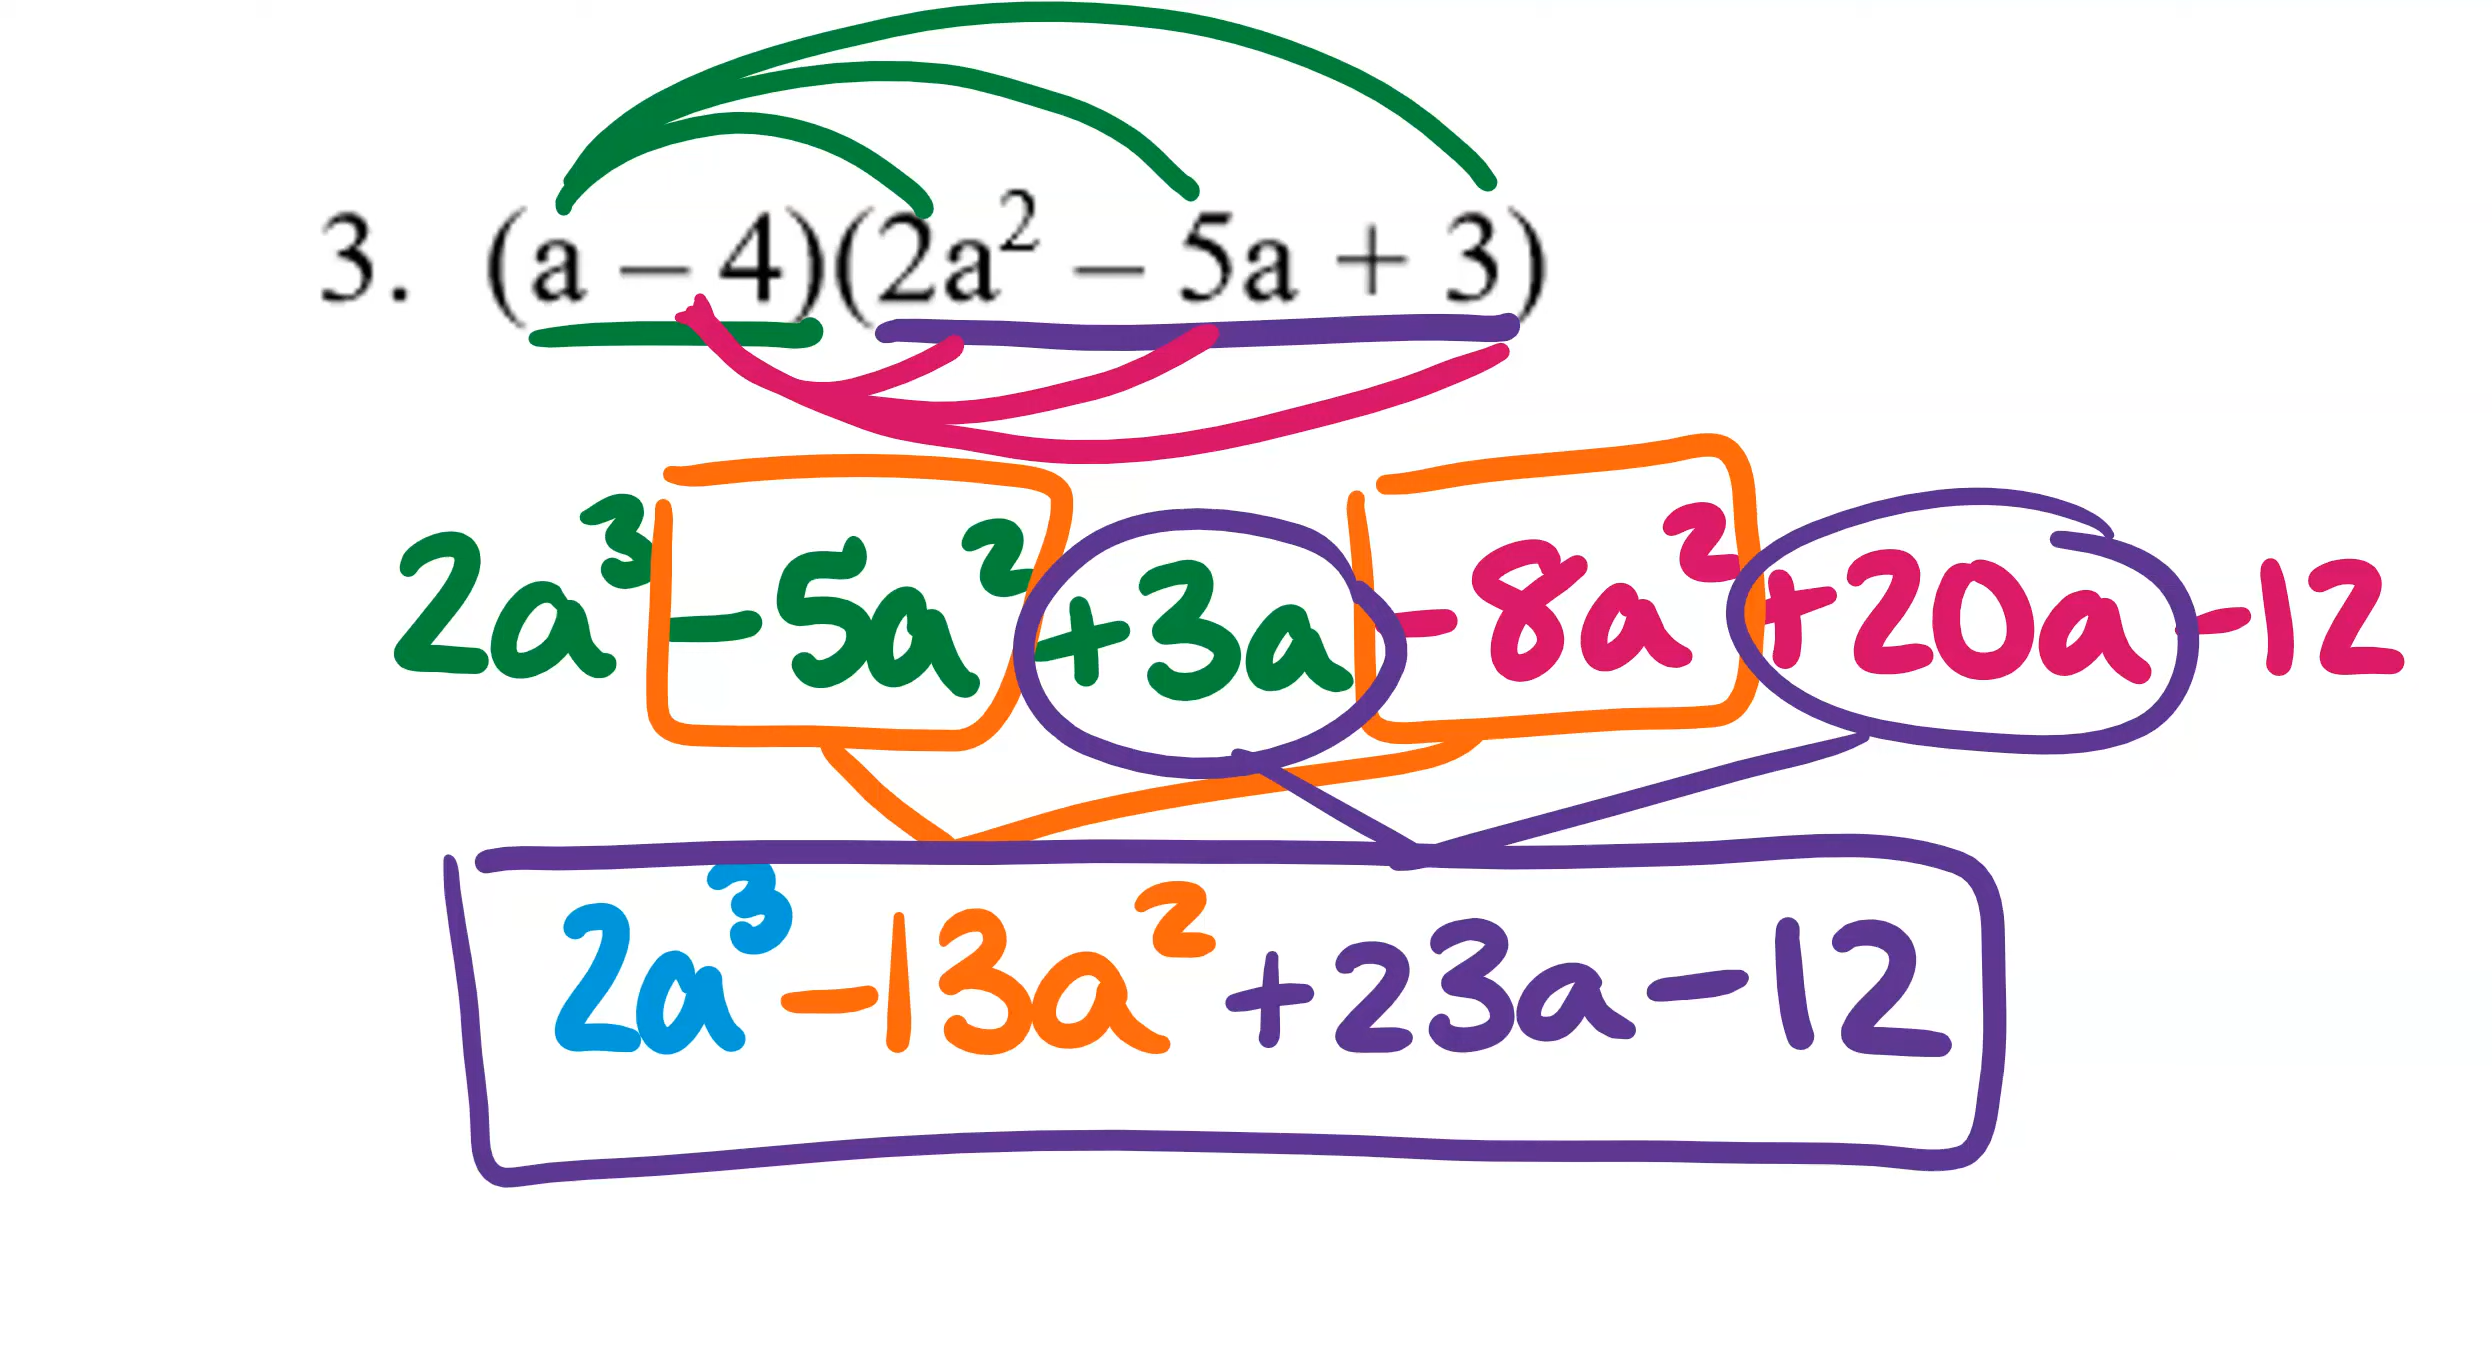 3. (a – 4)(2a² – 5a + 3)
2a³ -5a² +3a -8a² +20a -12
2a³ -13a² +23a -12